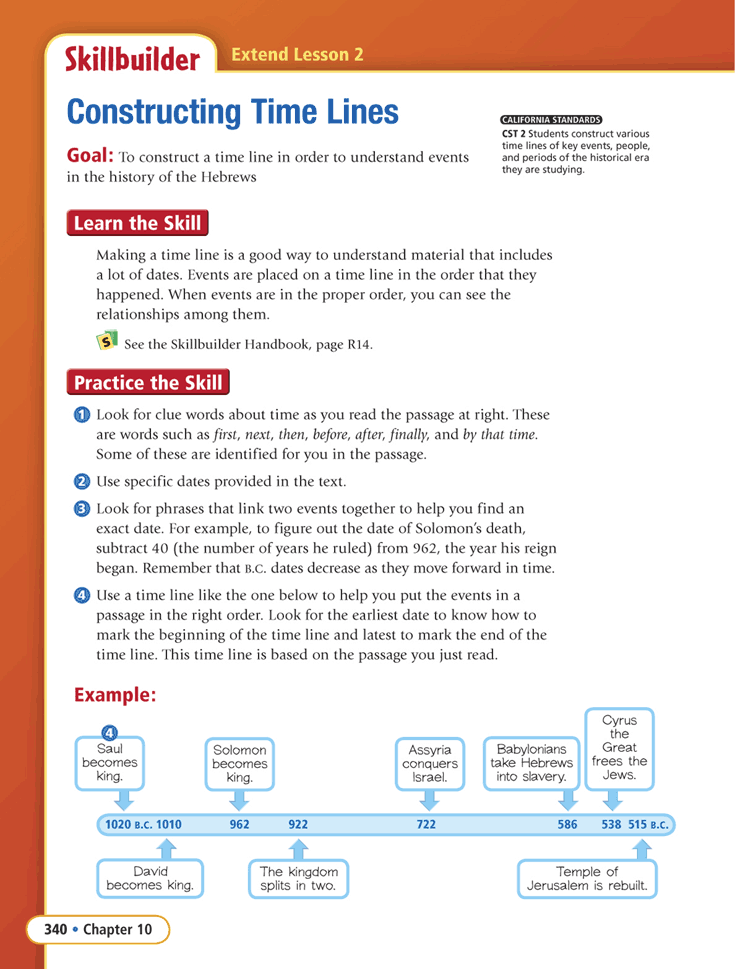 Skillbuilder
Extend Lesson 2
Constructing Time Lines
Goal: To construct a time line in order to understand events
in the history of the Hebrews
CALIFORNIA STANDARDS
CST 2 Students construct various
time lines of key events, people,
and periods of the historical era
they are studying.
Learn the Skill
Making a time line is a good way to understand material that includes
a lot of dates. Events are placed on a time line in the order that they
happened. When events are in the proper order, you can see the
relationships among them.
S See the Skillbuilder Handbook, page R14.
Practice the Skill
1 Look for clue words about time as you read the passage at right. These
are words such as first, next, then, before, after, finally, and by that time.
Some of these are identified for you in the passage.
2 Use specific dates provided in the text.
3 Look for phrases that link two events together to help you find an
exact date. For example, to figure out the date of Solomon's death,
subtract 40 (the number of years he ruled) from 962, the year his reign
began. Remember that B.C. dates decrease as they move forward in time.
4 Use a time line like the one below to help you put the events in a
passage in the right order. Look for the earliest date to know how to
mark the beginning of the time line and latest to mark the end of the
time line. This time line is based on the passage you just read.
Example:
4
Saul
becomes
king.
Solomon
becomes
king.
Assyria
conquers
Israel.
Babylonians
take Hebrews
into slavery.
Cyrus
the
Great
frees the
Jews.
1020 B.C. 1010 962 922 722 586 538 515 B.C.
David
becomes king.
The kingdom
splits in two.
Temple of
Jerusalem is rebuilt.
340 • Chapter 10